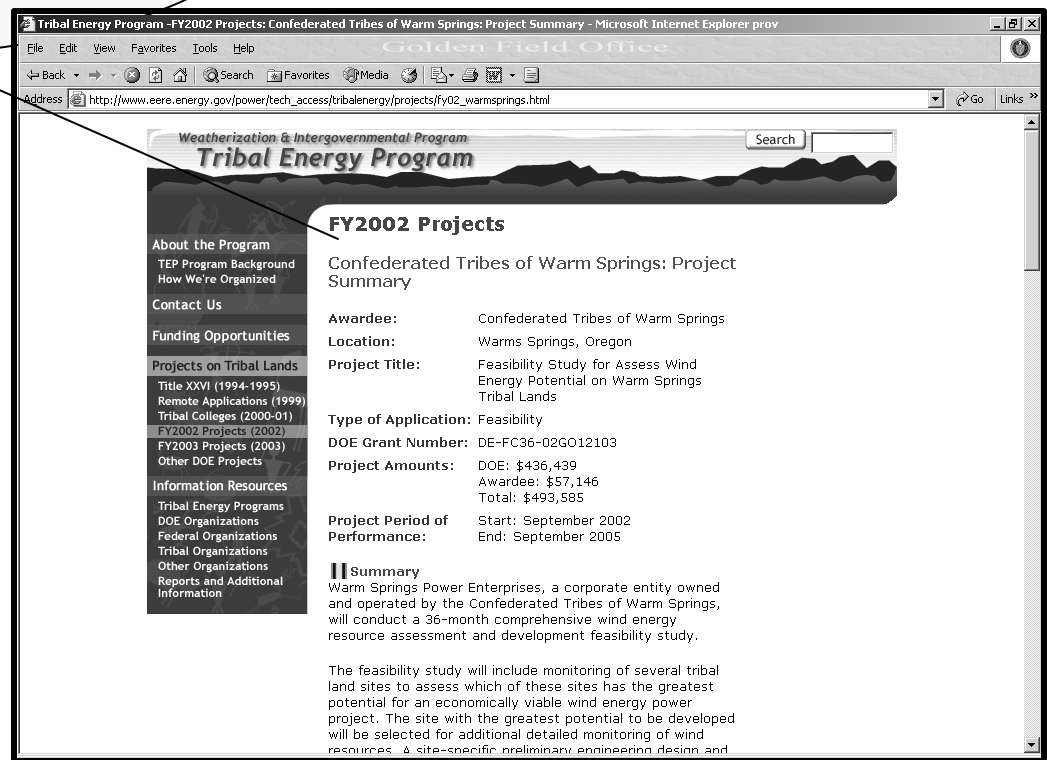 Tribal Energy Program -FY2002 Projects: Confederated Tribes of Warm Springs: Project Summary - Microsoft Internet Explorer prov
File Edit View Favorites Tools Help
Golden Field Office
Back Search Favorites Media
Address http://www.eere.energy.gov/power/tech_access/tribalenergy/projects/fy02_warmsprings.html Go Links »
Weatherization & Intergovernmental Program
Tribal Energy Program
Search
About the Program
TEP Program Background
How We're Organized
Contact Us
Funding Opportunities
Projects on Tribal Lands
Title XXVI (1994-1995)
Remote Applications (1999)
Tribal Colleges (2000-01)
FY2002 Projects (2002)
FY2003 Projects (2003)
Other DOE Projects
Information Resources
Tribal Energy Programs
DOE Organizations
Federal Organizations
Tribal Organizations
Other Organizations
Reports and Additional
Information
FY2002 Projects
Confederated Tribes of Warm Springs: Project
Summary
Awardee: Confederated Tribes of Warm Springs
Location: Warms Springs, Oregon
Project Title: Feasibility Study for Assess Wind
Energy Potential on Warm Springs
Tribal Lands
Type of Application: Feasibility
DOE Grant Number: DE-FC36-02GO12103
Project Amounts: DOE: $436,439
Awardee: $57,146
Total: $493,585
Project Period of Start: September 2002
Performance: End: September 2005
Summary
Warm Springs Power Enterprises, a corporate entity owned
and operated by the Confederated Tribes of Warm Springs,
will conduct a 36-month comprehensive wind energy
resource assessment and development feasibility study.
The feasibility study will include monitoring of several tribal
land sites to assess which of these sites has the greatest
potential for an economically viable wind energy power
project. The site with the greatest potential to be developed
will be selected for additional detailed monitoring of wind
resources. A site-specific preliminary engineering design and